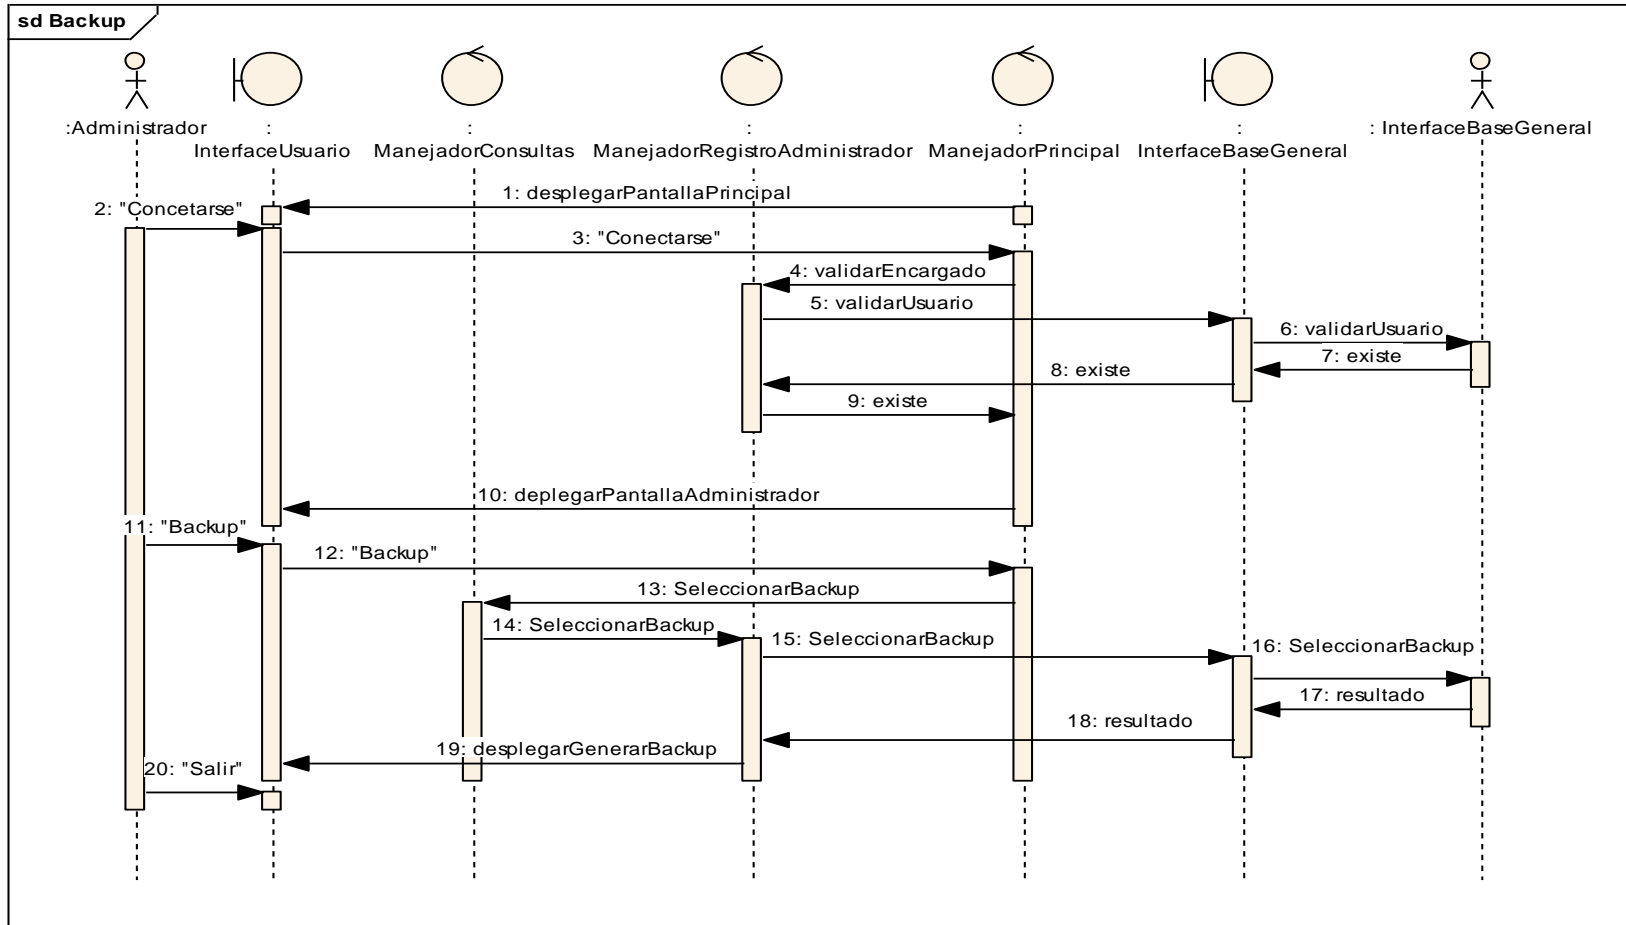 sd Backup
:Administrador
: InterfaceBaseGeneral
:
InterfaceUsuario
:
ManejadorConsultas
:
ManejadorRegistroAdministrador
:
ManejadorPrincipal
:
InterfaceBaseGeneral
1: desplegarPantallaPrincipal
2: "Concetarse"
3: "Conectarse"
4: validarEncargado
5: validarUsuario
6: validarUsuario
7: existe
8: existe
9: existe
10: deplegarPantallaAdministrador
11: "Backup"
12: "Backup"
13: SeleccionarBackup
14: SeleccionarBackup
15: SeleccionarBackup
16: SeleccionarBackup
17: resultado
18: resultado
19: desplegarGenerarBackup
20: "Salir"